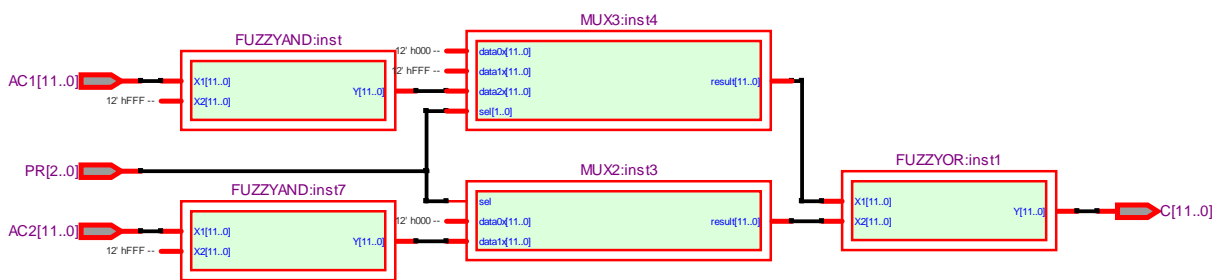 MUX3:inst4
FUZZYAND:inst
12' h000 --
data0x[11..0]
12' hFFF --
data1x[11..0]
result[11..0]
AC1[11..0]
X1[11..0]
Y[11..0]
data2x[11..0]
12' hFFF --
X2[11..0]
sel[1..0]
MUX2:inst3
FUZZYOR:inst1
PR[2..0]
FUZZYAND:inst7
sel
X1[11..0]
Y[11..0]
C[11..0]
12' h000 --
data0x[11..0]
result[11..0]
X2[11..0]
AC2[11..0]
X1[11..0]
Y[11..0]
data1x[11..0]
12' hFFF --
X2[11..0]